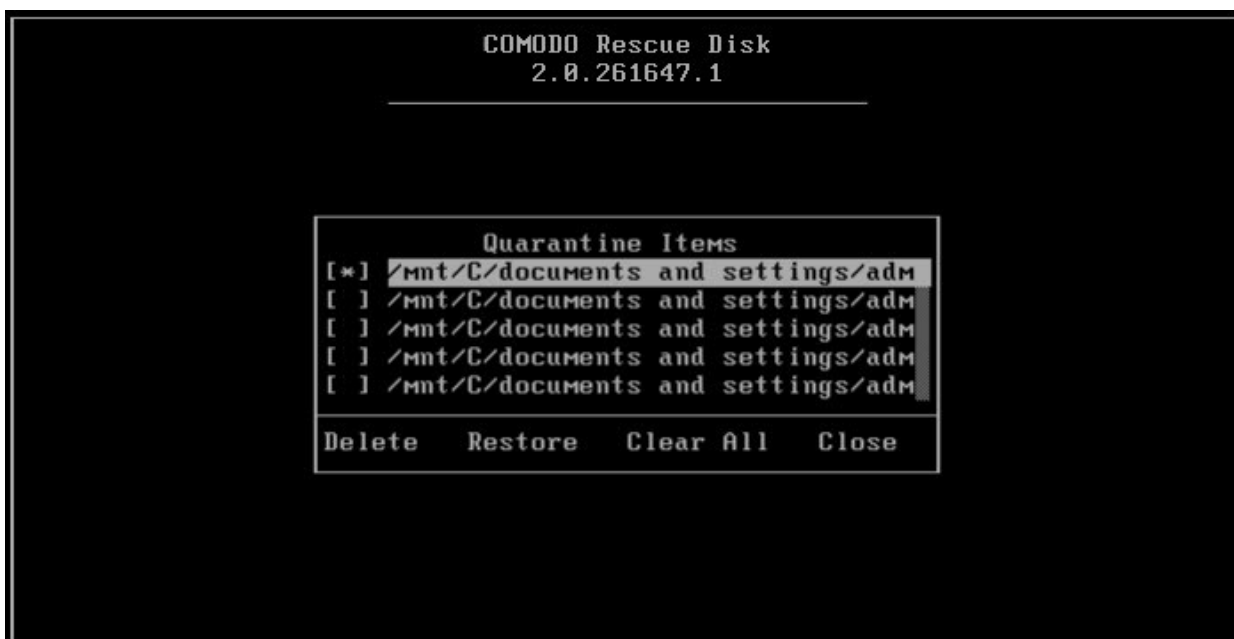 COMODO Rescue Disk
2.0.261647.1
Quarantine Items
[*] /mnt/C/documents and settings/adm
[ ] /mnt/C/documents and settings/adm
[ ] /mnt/C/documents and settings/adm
[ ] /mnt/C/documents and settings/adm
[ ] /mnt/C/documents and settings/adm
Delete Restore Clear All Close